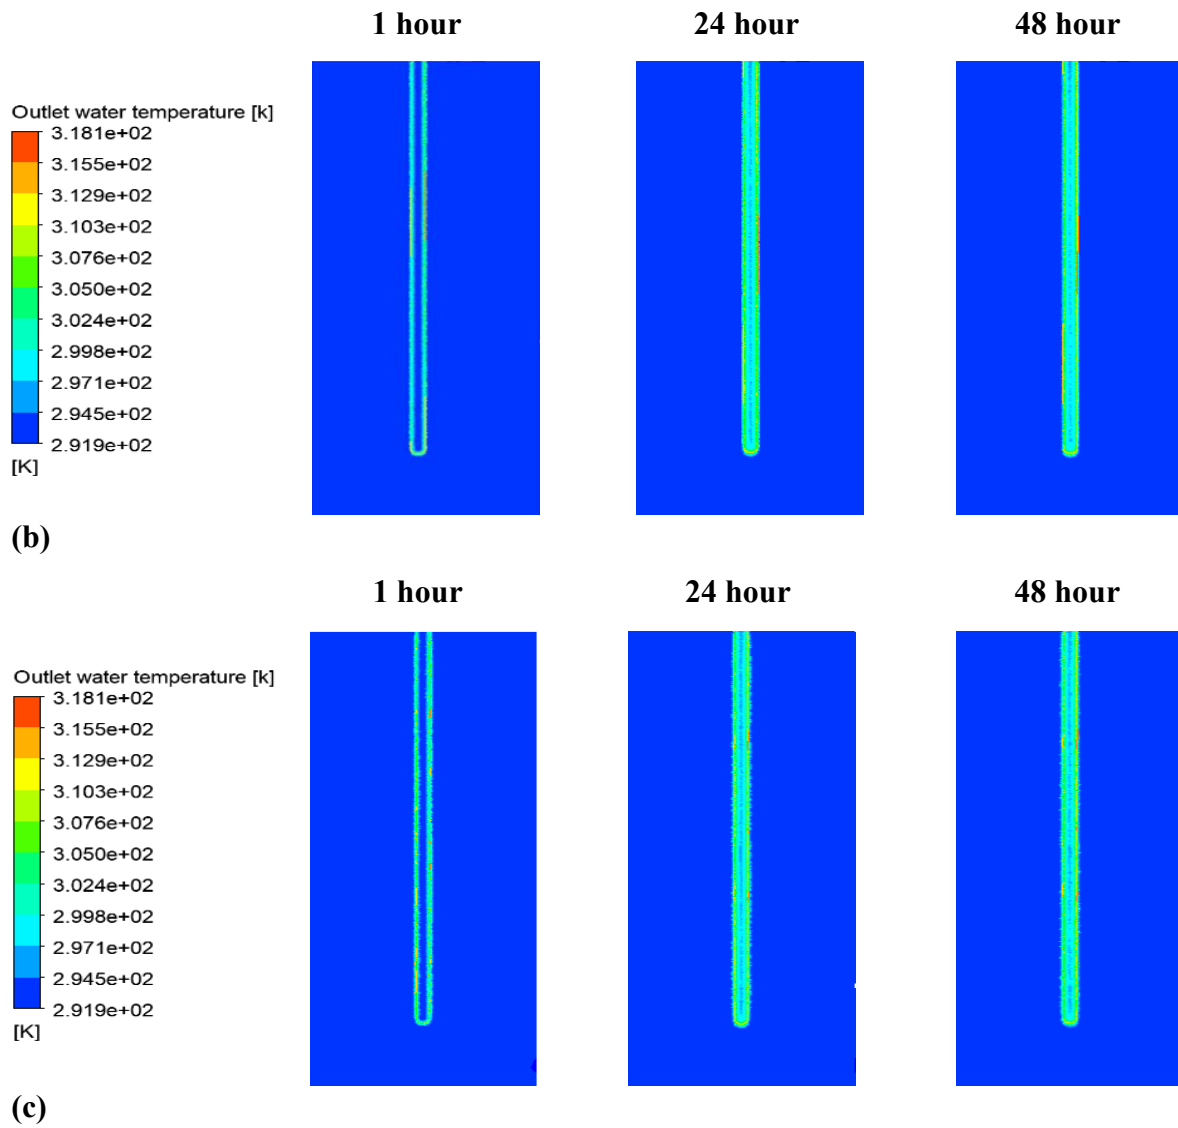 1 hour 24 hour 48 hour
Outlet water temperature [k]
3.181e+02
3.155e+02
3.129e+02
3.103e+02
3.076e+02
3.050e+02
3.024e+02
2.998e+02
2.971e+02
2.945e+02
2.919e+02
[K]
(b)
1 hour 24 hour 48 hour
Outlet water temperature [k]
3.181e+02
3.155e+02
3.129e+02
3.103e+02
3.076e+02
3.050e+02
3.024e+02
2.998e+02
2.971e+02
2.945e+02
2.919e+02
[K]
(c)